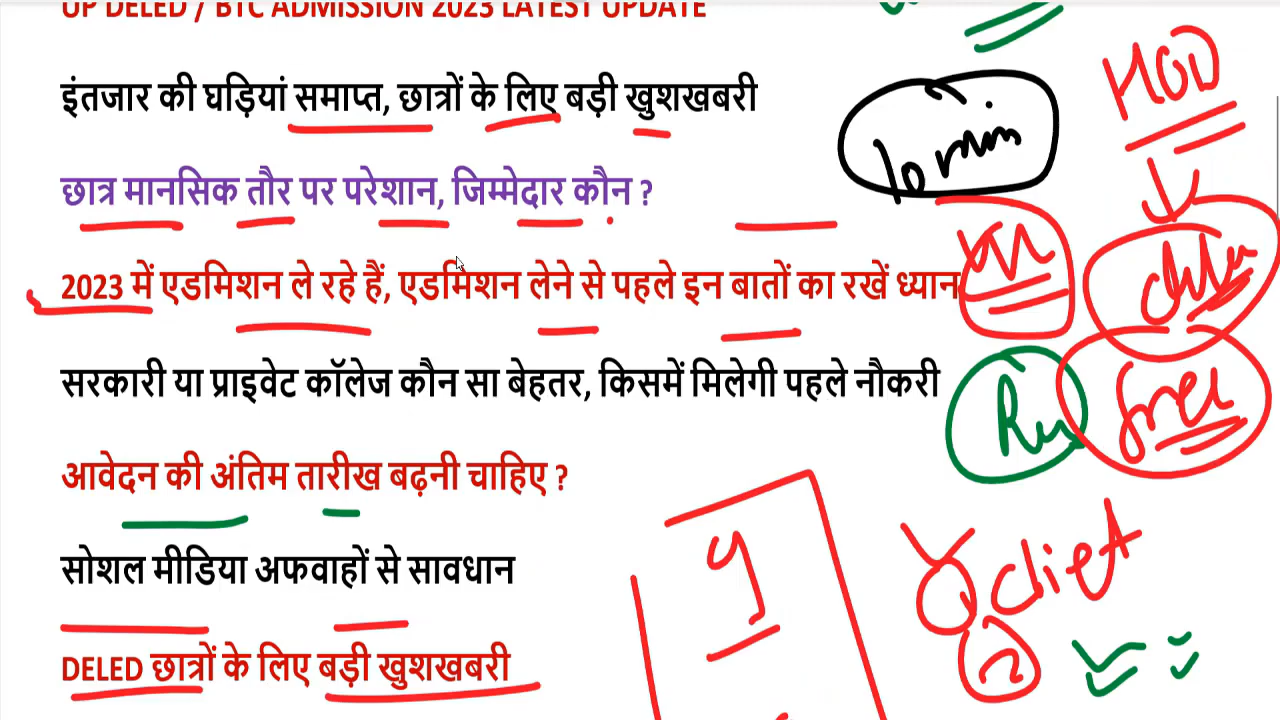 UP DELED / BTC ADMISSION 2023 LATEST UPDATE
इंतजार की घड़ियां समाप्त, छात्रों के लिए बड़ी खुशखबरी
छात्र मानसिक तौर पर परेशान, जिम्मेदार कौन ?
2023 में एडमिशन ले रहे हैं, एडमिशन लेने से पहले इन बातों का रखें ध्यान
सरकारी या प्राइवेट कॉलेज कौन सा बेहतर, किसमें मिलेगी पहले नौकरी
आवेदन की अंतिम तारीख बढ़नी चाहिए ?
सोशल मीडिया अफवाहों से सावधान
DELED छात्रों के लिए बड़ी खुशखबरी
HOD
10 min
diet